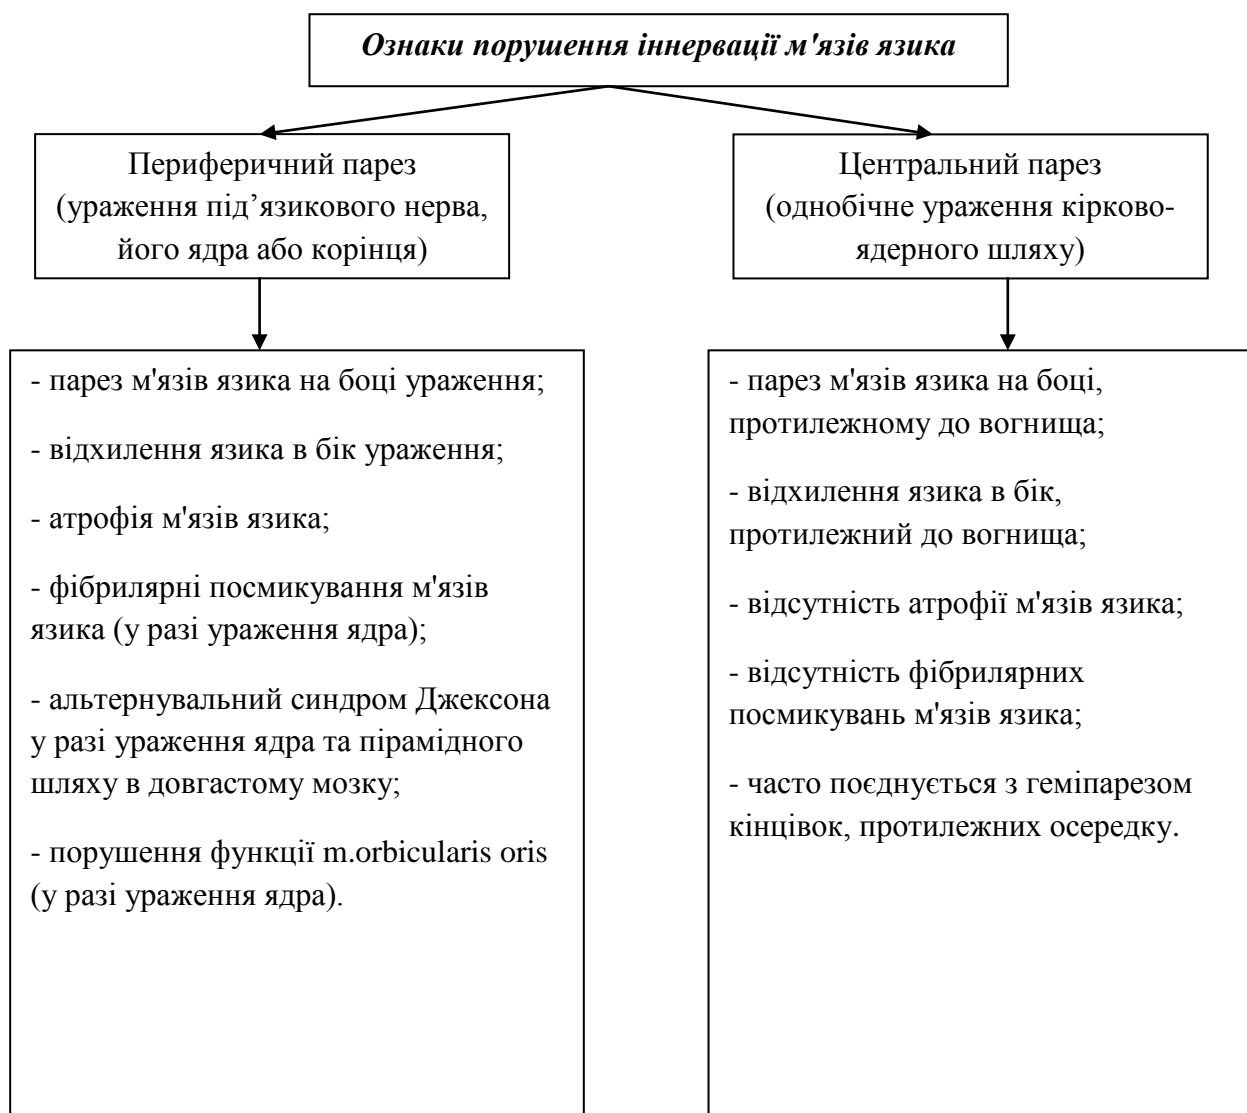 Ознаки порушення іннервації м'язів язика
Периферичний парез
(ураження під’язикового нерва,
його ядра або корінця)
Центральний парез
(однобічне ураження кірково-
ядерного шляху)
- парез м'язів язика на боці ураження;
- відхилення язика в бік ураження;
- атрофія м'язів язика;
- фібрилярні посмикування м'язів
язика (у разі ураження ядра);
- альтернувальний синдром Джексона
у разі ураження ядра та пірамідного
шляху в довгастому мозку;
- порушення функції m.orbicularis oris
(у разі ураження ядра).
- парез м'язів язика на боці,
протилежному до вогнища;
- відхилення язика в бік,
протилежний до вогнища;
- відсутність атрофії м'язів язика;
- відсутність фібрилярних
посмикувань м'язів язика;
- часто поєднується з геміпарезом
кінцівок, протилежних осередку.